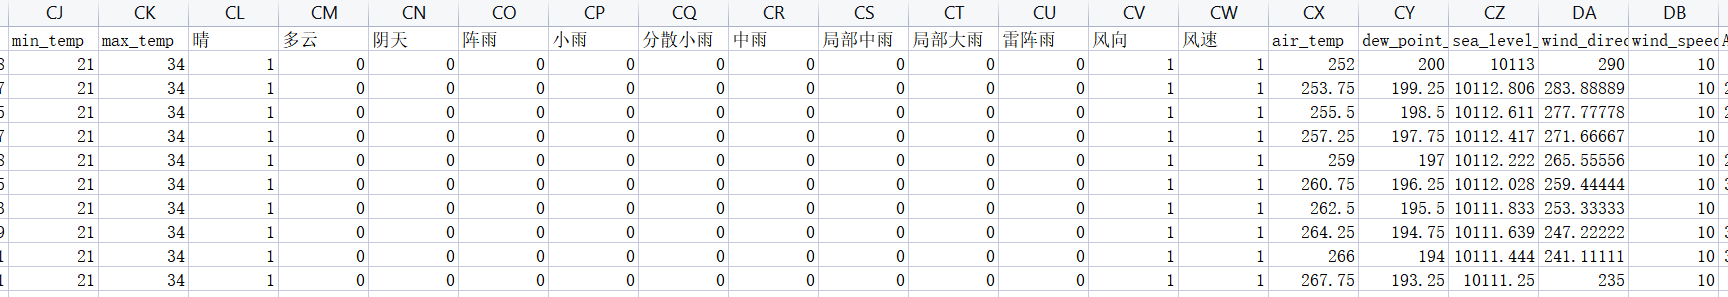 CJ CK CL CM CN CO CP CQ CR CS CT CU CV CW CX CY CZ DA DB
min_temp max_temp 晴 多云 阴天 阵雨 小雨 分散小雨 中雨 局部中雨 局部大雨 雷阵雨 风向 风速 air_temp dew_point_ sea_level_ wind_direc wind_speed A
8 21 34 1 0 0 0 0 0 0 0 0 0 1 1 252 200 10113 290 10
7 21 34 1 0 0 0 0 0 0 0 0 0 1 1 253.75 199.25 10112.806 283.88889 10 2
5 21 34 1 0 0 0 0 0 0 0 0 0 1 1 255.5 198.5 10112.611 277.77778 10 2
7 21 34 1 0 0 0 0 0 0 0 0 0 1 1 257.25 197.75 10112.417 271.66667 10
8 21 34 1 0 0 0 0 0 0 0 0 0 1 1 259 197 10112.222 265.55556 10 2
5 21 34 1 0 0 0 0 0 0 0 0 0 1 1 260.75 196.25 10112.028 259.44444 10 3
3 21 34 1 0 0 0 0 0 0 0 0 0 1 1 262.5 195.5 10111.833 253.33333 10
9 21 34 1 0 0 0 0 0 0 0 0 0 1 1 264.25 194.75 10111.639 247.22222 10 3
1 21 34 1 0 0 0 0 0 0 0 0 0 1 1 266 194 10111.444 241.11111 10 3
1 21 34 1 0 0 0 0 0 0 0 0 0 1 1 267.75 193.25 10111.25 235 10